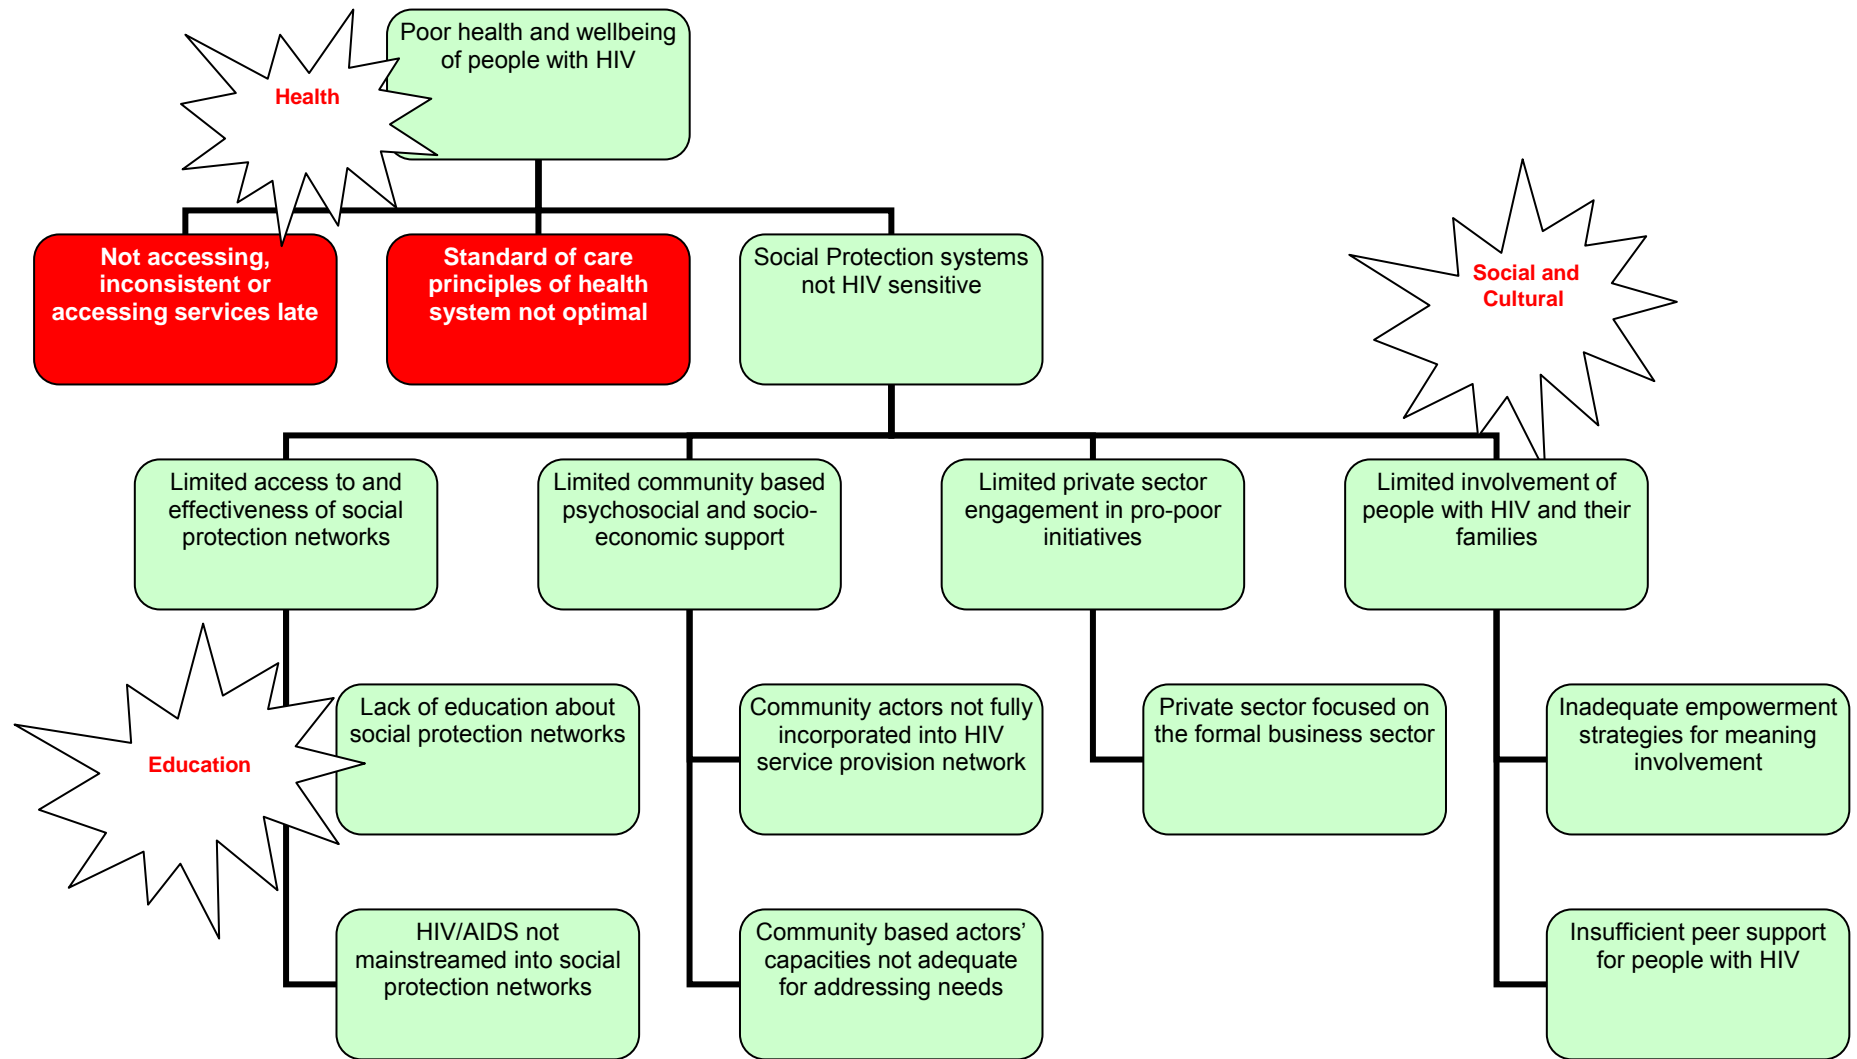 Poor health and wellbeing
of people with HIV
Health
Not accessing,
inconsistent or
accessing services late
Standard of care
principles of health
system not optimal
Social Protection systems
not HIV sensitive
Social and
Cultural
Limited access to and
effectiveness of social
protection networks
Limited community based
psychosocial and socio-
economic support
Limited private sector
engagement in pro-poor
initiatives
Limited involvement of
people with HIV and their
families
Education
Lack of education about
social protection networks
Community actors not fully
incorporated into HIV
service provision network
Private sector focused on
the formal business sector
Inadequate empowerment
strategies for meaning
involvement
HIV/AIDS not
mainstreamed into social
protection networks
Community based actors’
capacities not adequate
for addressing needs
Insufficient peer support
for people with HIV